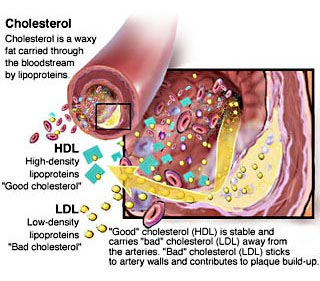 Cholesterol
Cholesterol is a waxy
fat carried through
the bloodstream
by lipoproteins.
HDL
High-density
lipoproteins
"Good cholesterol"
LDL
Low-density
lipoproteins
"Bad cholesterol"
"Good" cholesterol (HDL) is stable and
carries "bad" cholesterol (LDL) away from
the arteries. "Bad" cholesterol (LDL) sticks
to artery walls and contributes to plaque build-up.